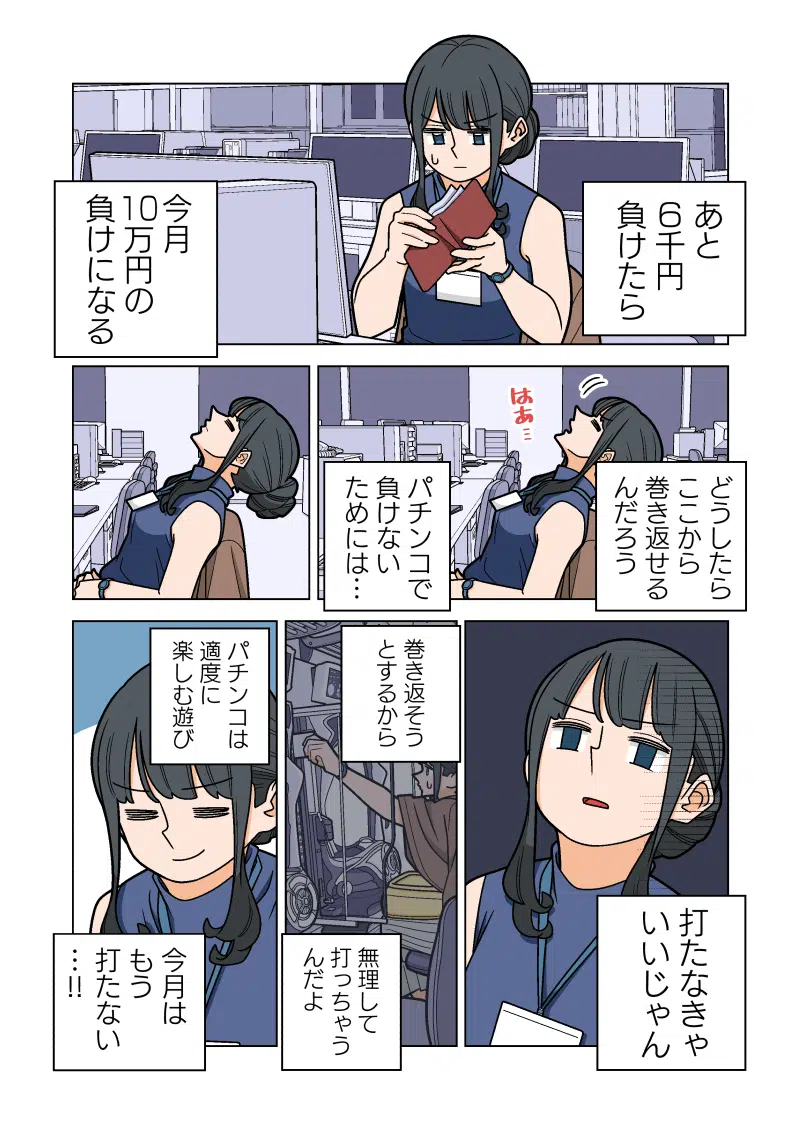 あと
6千円
負けたら
今月
10万円の
負けになる
はぁ…
どうしたら
ここから
巻き返せる
んだろう
パチンコで
負けない
ためには…
打たなきゃ
いいじゃん
巻き返そう
とするから
無理して
打っちゃう
んだよ
パチンコは
適度に
楽しむ遊び
今月は
もう
打たない
…!!